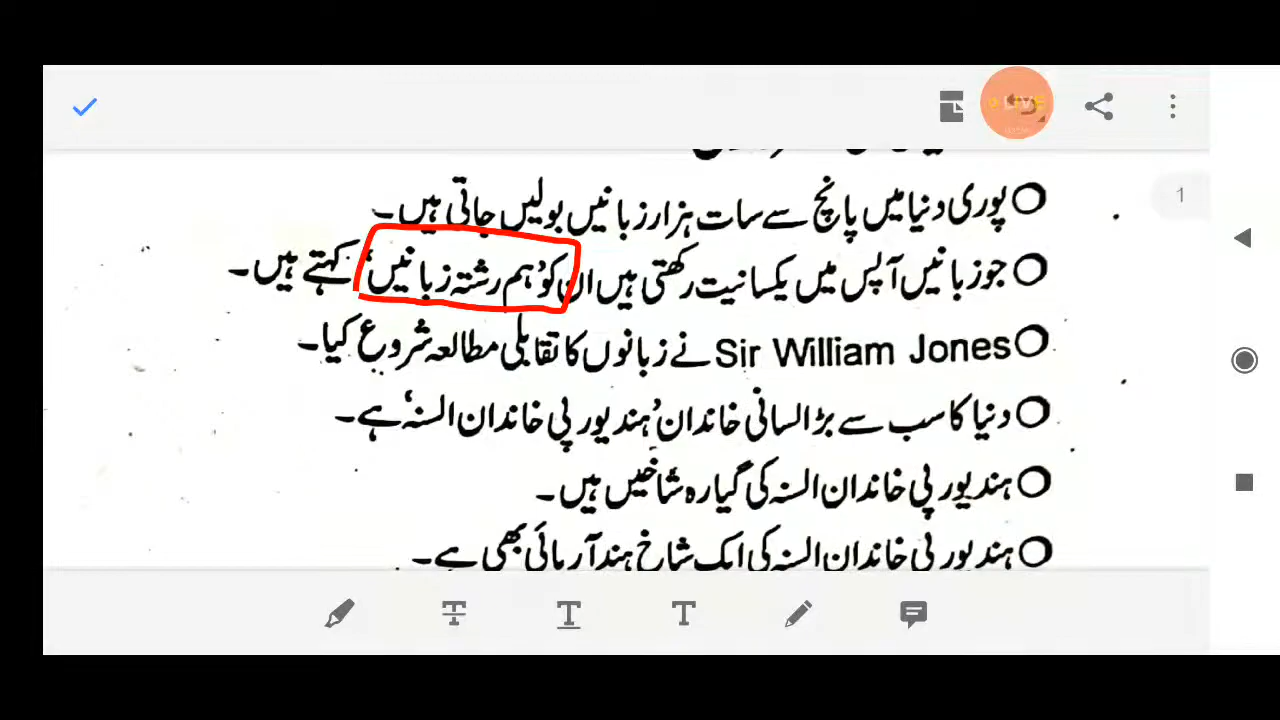 LIVE
1
پوری دنیا میں پانچ سے سات ہزار زبانیں بولیں جاتی ہیں۔
جو زبانیں آپس میں یکسانیت رکھتی ہیں ان کو 'ہم رشتہ زبانیں' کہتے ہیں۔
Sir William Jones نے زبانوں کا تقابلی مطالعہ شروع کیا۔
دنیا کا سب سے بڑا لسانی خاندان 'ہند یورپی خاندان السنہ' ہے۔
ہند یورپی خاندان السنہ کی گیارہ شاخیں ہیں۔
ہند یورپی خاندان السنہ کی ایک شاخ ہند آریائی بھی ہے۔